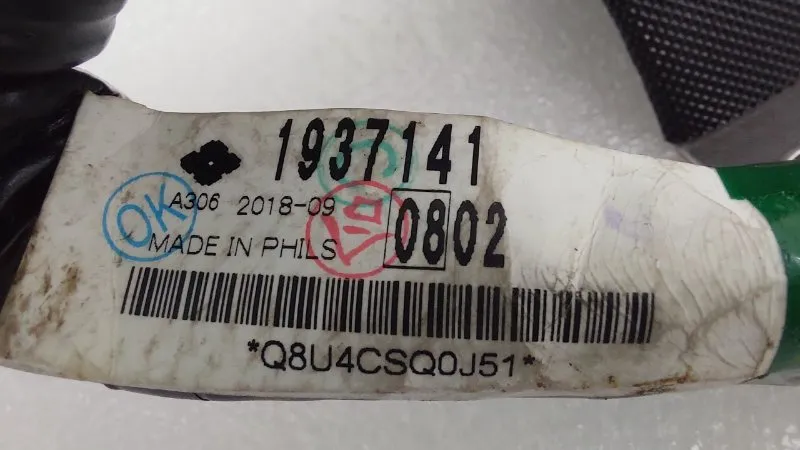 1937141
A306 2018-09
0802
OK
MADE IN PHILS
*Q8U4CSQ0J51*